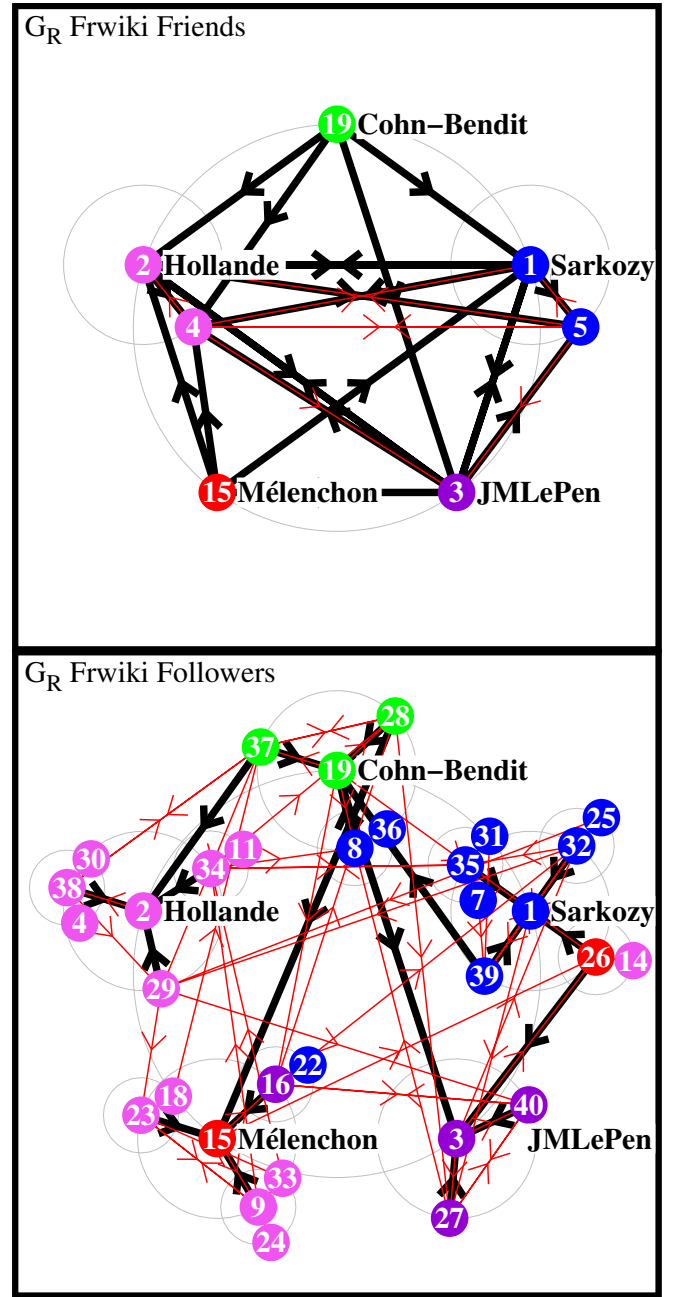 G_R Frwiki Friends
19 Cohn−Bendit
2 Hollande
1 Sarkozy
4
5
15 Mélenchon
3 JMLePen
G_R Frwiki Followers
28
37
19 Cohn−Bendit
36
25
31
32
8
11
30
34
35
38
7
4
2 Hollande
1 Sarkozy
26
14
39
29
22
16
18
40
23
15 Mélenchon
3
JMLePen
33
9
27
24